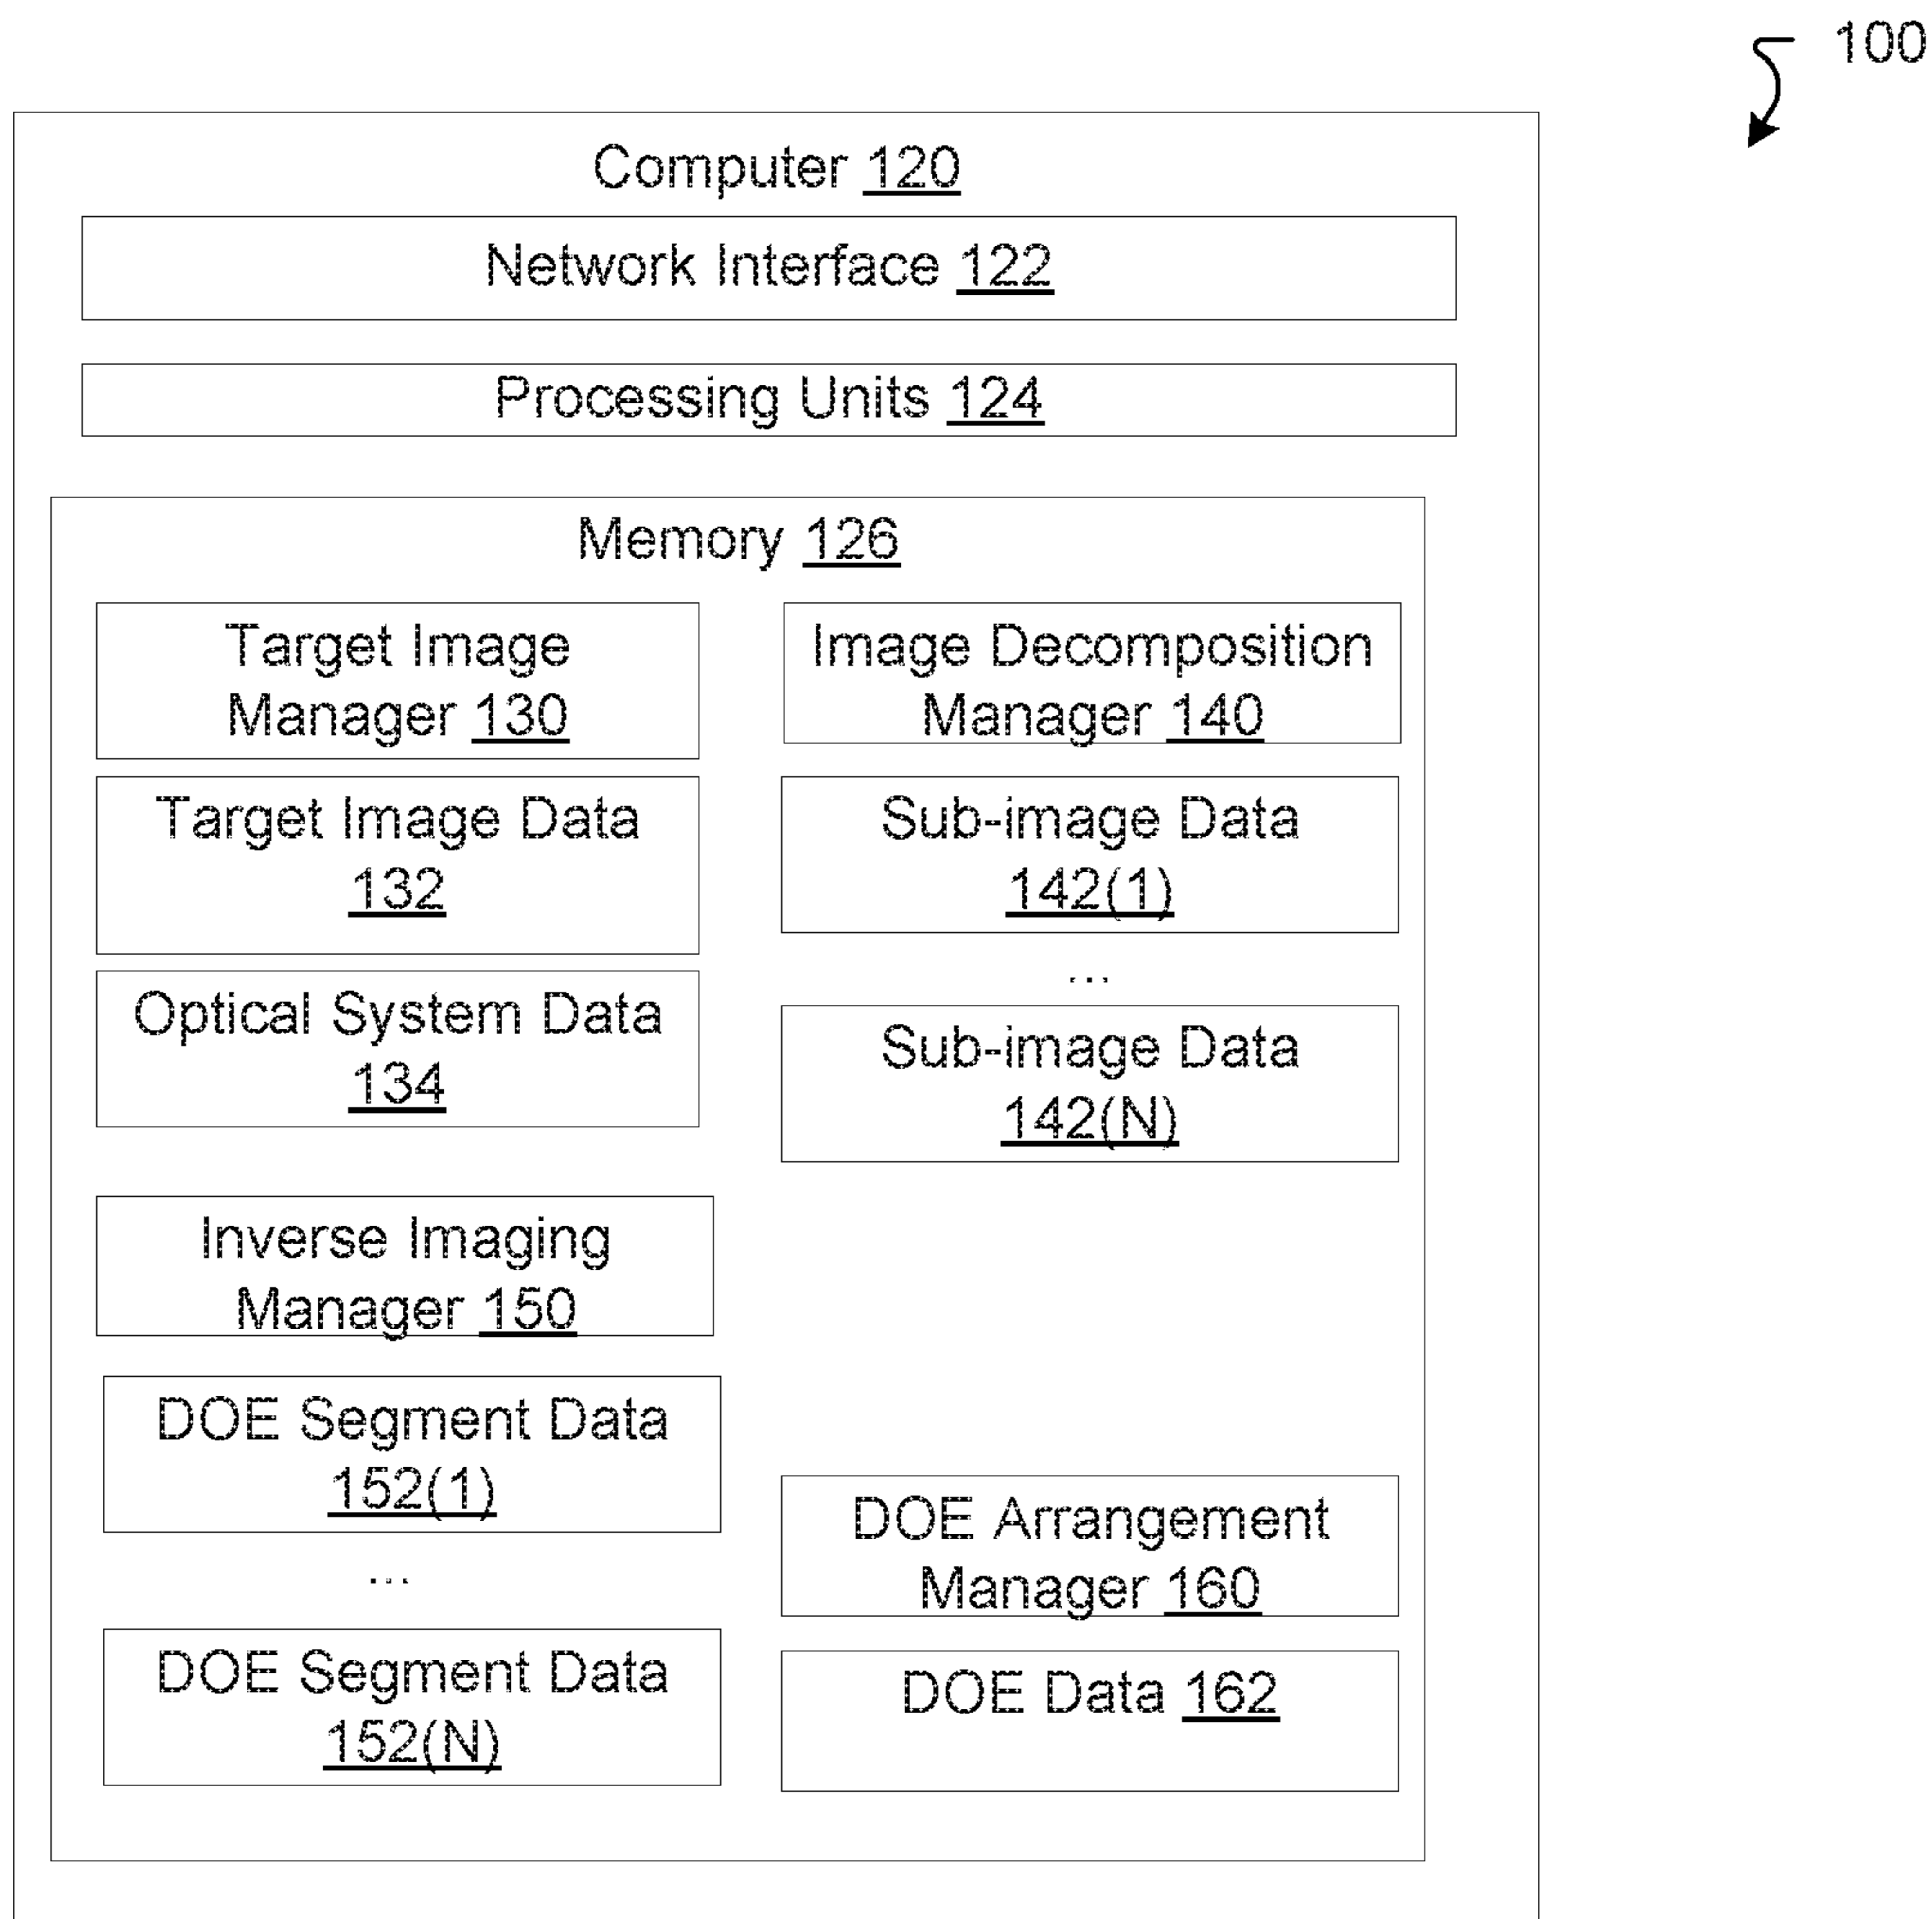 100
Computer 120
Network Interface 122
Processing Units 124
Memory 126
Target Image
Manager 130
Target Image Data
132
Optical System Data
134
Image Decomposition
Manager 140
Sub-image Data
142(1)
...
Sub-image Data
142(N)
Inverse Imaging
Manager 150
DOE Segment Data
152(1)
...
DOE Segment Data
152(N)
DOE Arrangement
Manager 160
DOE Data 162